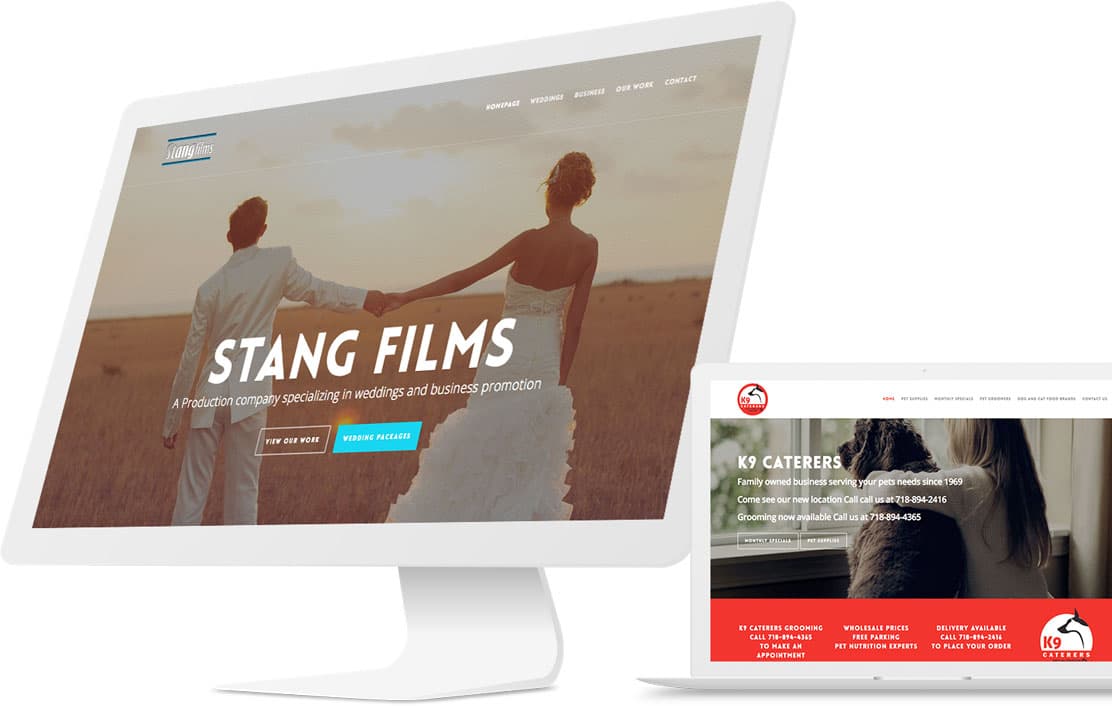 HOMEPAGE WEDDINGS BUSINESS OUR WORK CONTACT
Stang films
STANG FILMS
A Production company specializing in weddings and business promotion
VIEW OUR WORK
WEDDING PACKAGES
K9
CATERERS
HOME PET SUPPLIES MONTHLY SPECIALS PET GROOMERS DOG AND CAT FOOD BRANDS CONTACT US
K9 CATERERS
Family owned business serving your pets needs since 1969
Come see our new location Call call us at 718-894-2416
Grooming now available Call us at 718-894-4365
MONTHLY SPECIALS
PET SUPPLIES
K9 CATERERS GROOMING
CALL 718-894-4365
TO MAKE AN
APPOINTMENT
WHOLESALE PRICES
FREE PARKING
PET NUTRITION EXPERTS
DELIVERY AVAILABLE
CALL 718-894-2416
TO PLACE YOUR ORDER
K9
CATERERS